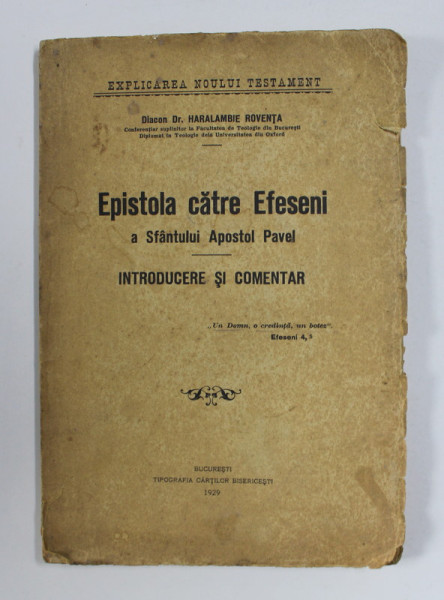 EXPLICAREA NOULUI TESTAMENT
Diacon Dr. HARALAMBIE ROVENȚA
Conferențiar suplinitor la Facultatea de Teologie din București
Diplomat în Teologie dela Universitatea din Oxford
Epistola către Efeseni
a Sfântului Apostol Pavel
INTRODUCERE ȘI COMENTAR
„Un Domn, o credință, un botez“.
Efeseni 4,5
BUCUREȘTI
TIPOGRAFIA CĂRȚILOR BISERICEȘTI
1929